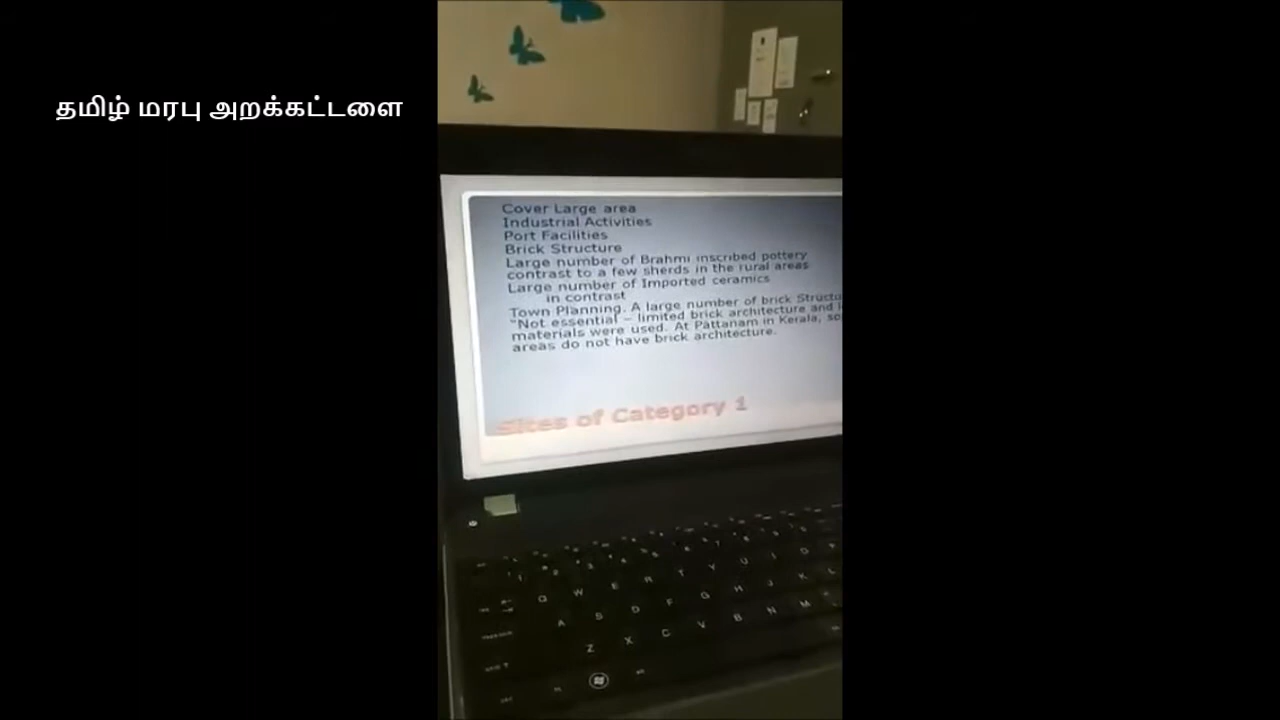 தமிழ் மரபு அறக்கட்டளை
Cover Large area
Industrial Activities
Port Facilities
Brick Structure
Large number of Brahmi inscribed pottery
contrast to a few sherds in the rural areas
Large number of Imported ceramics
in contrast
Town Planning. A large number of brick
"Not essential – limited brick architecture and
materials were used. At Pattanam in Kerala,
areas do not have brick architecture.
Sites of Category 1
Q W E R T Y U I O P
A S D F G H J K L
Z X C V B N M